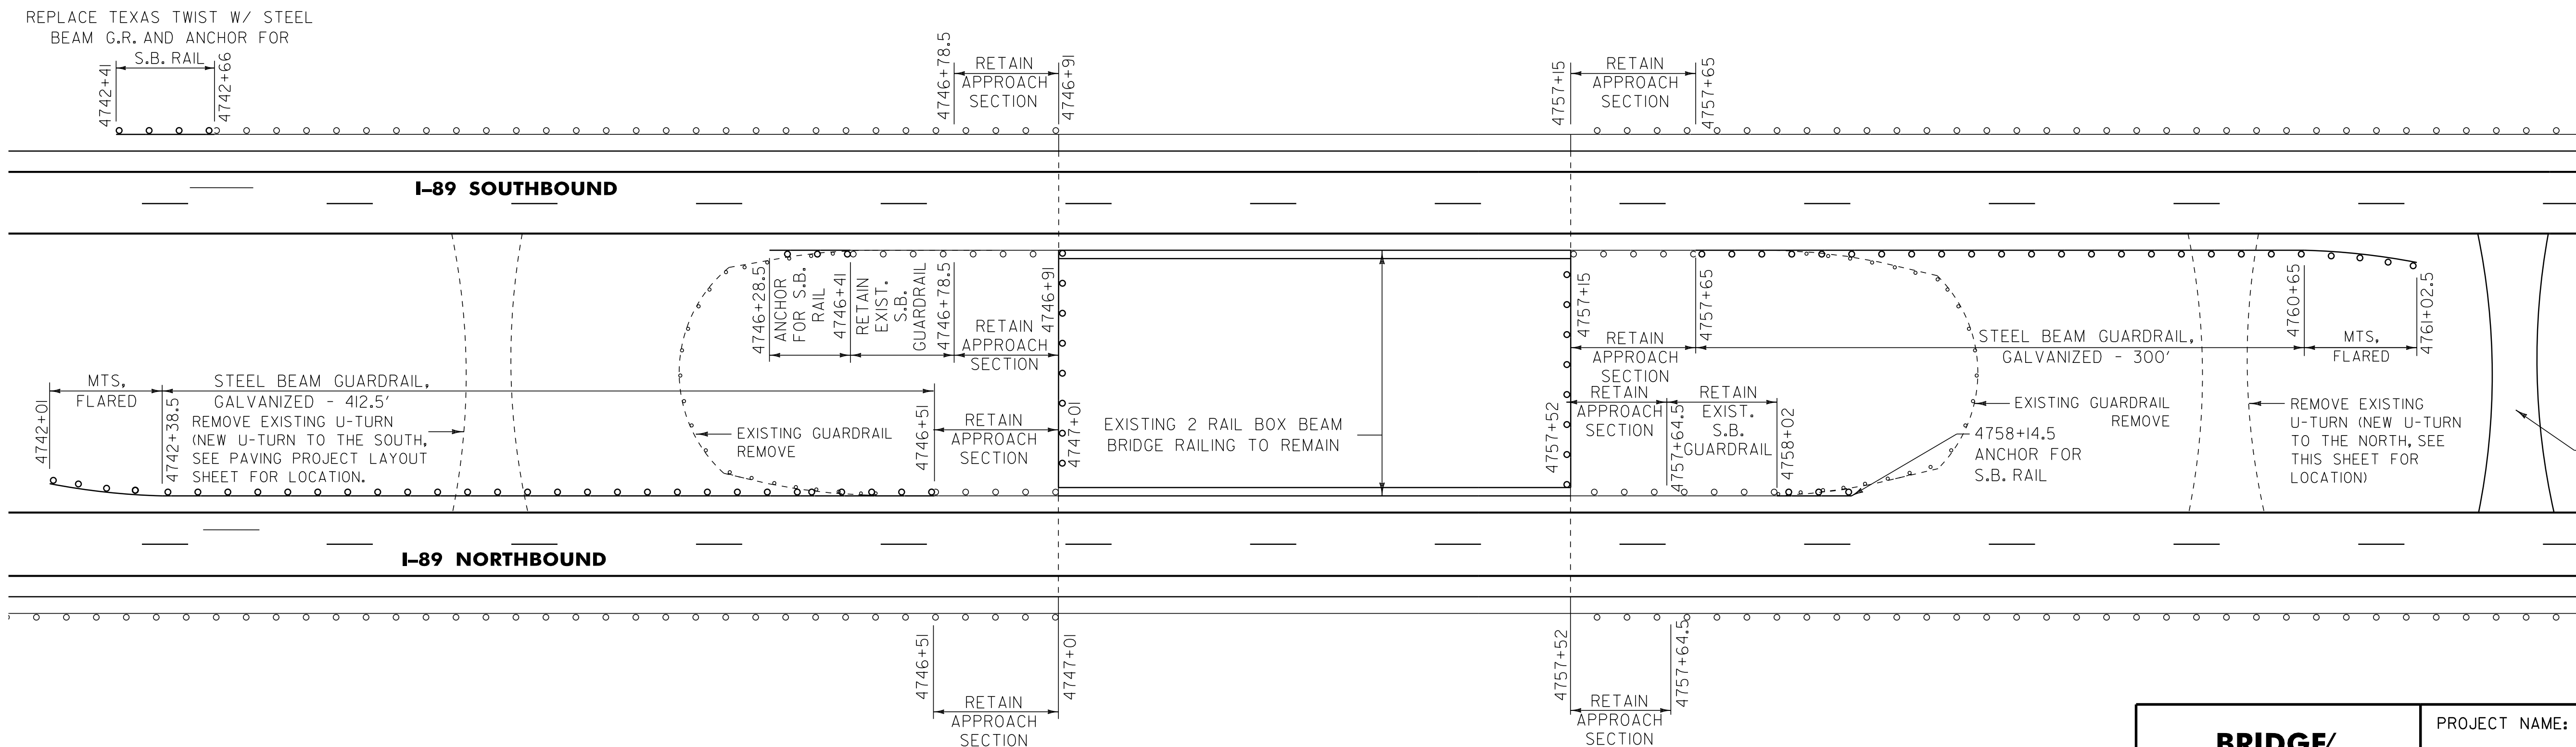 REPLACE TEXAS TWIST W/ STEEL
BEAM G.R. AND ANCHOR FOR
S.B. RAIL
4742+41
4742+66
4746+78.5
RETAIN
APPROACH
SECTION
4746+91
4757+15
RETAIN
APPROACH
SECTION
4757+65
I-89 SOUTHBOUND
4746+28.5
ANCHOR
FOR S.B.
RAIL
4746+41
RETAIN
EXIST.
S.B.
GUARDRAIL
4746+78.5
RETAIN
APPROACH
SECTION
4746+91
4757+15
RETAIN
APPROACH
SECTION
4757+65
STEEL BEAM GUARDRAIL,
GALVANIZED - 300'
4760+65
MTS,
FLARED
4761+02.5
4742+01
MTS,
FLARED
4742+38.5
STEEL BEAM GUARDRAIL,
GALVANIZED - 412.5'
REMOVE EXISTING U-TURN
(NEW U-TURN TO THE SOUTH,
SEE PAVING PROJECT LAYOUT
SHEET FOR LOCATION.
EXISTING GUARDRAIL
REMOVE
4746+51
RETAIN
APPROACH
SECTION
4747+01
EXISTING 2 RAIL BOX BEAM
BRIDGE RAILING TO REMAIN
4757+52
RETAIN
APPROACH
SECTION
4757+64.5
RETAIN
EXIST.
S.B.
GUARDRAIL
4758+02
EXISTING GUARDRAIL
REMOVE
4758+14.5
ANCHOR FOR
S.B. RAIL
REMOVE EXISTING
U-TURN (NEW U-TURN
TO THE NORTH, SEE
THIS SHEET FOR
LOCATION)
I-89 NORTHBOUND
4746+51
RETAIN
APPROACH
SECTION
4747+01
4757+52
RETAIN
APPROACH
SECTION
4757+64.5
BRIDGE/
PROJECT NAME: